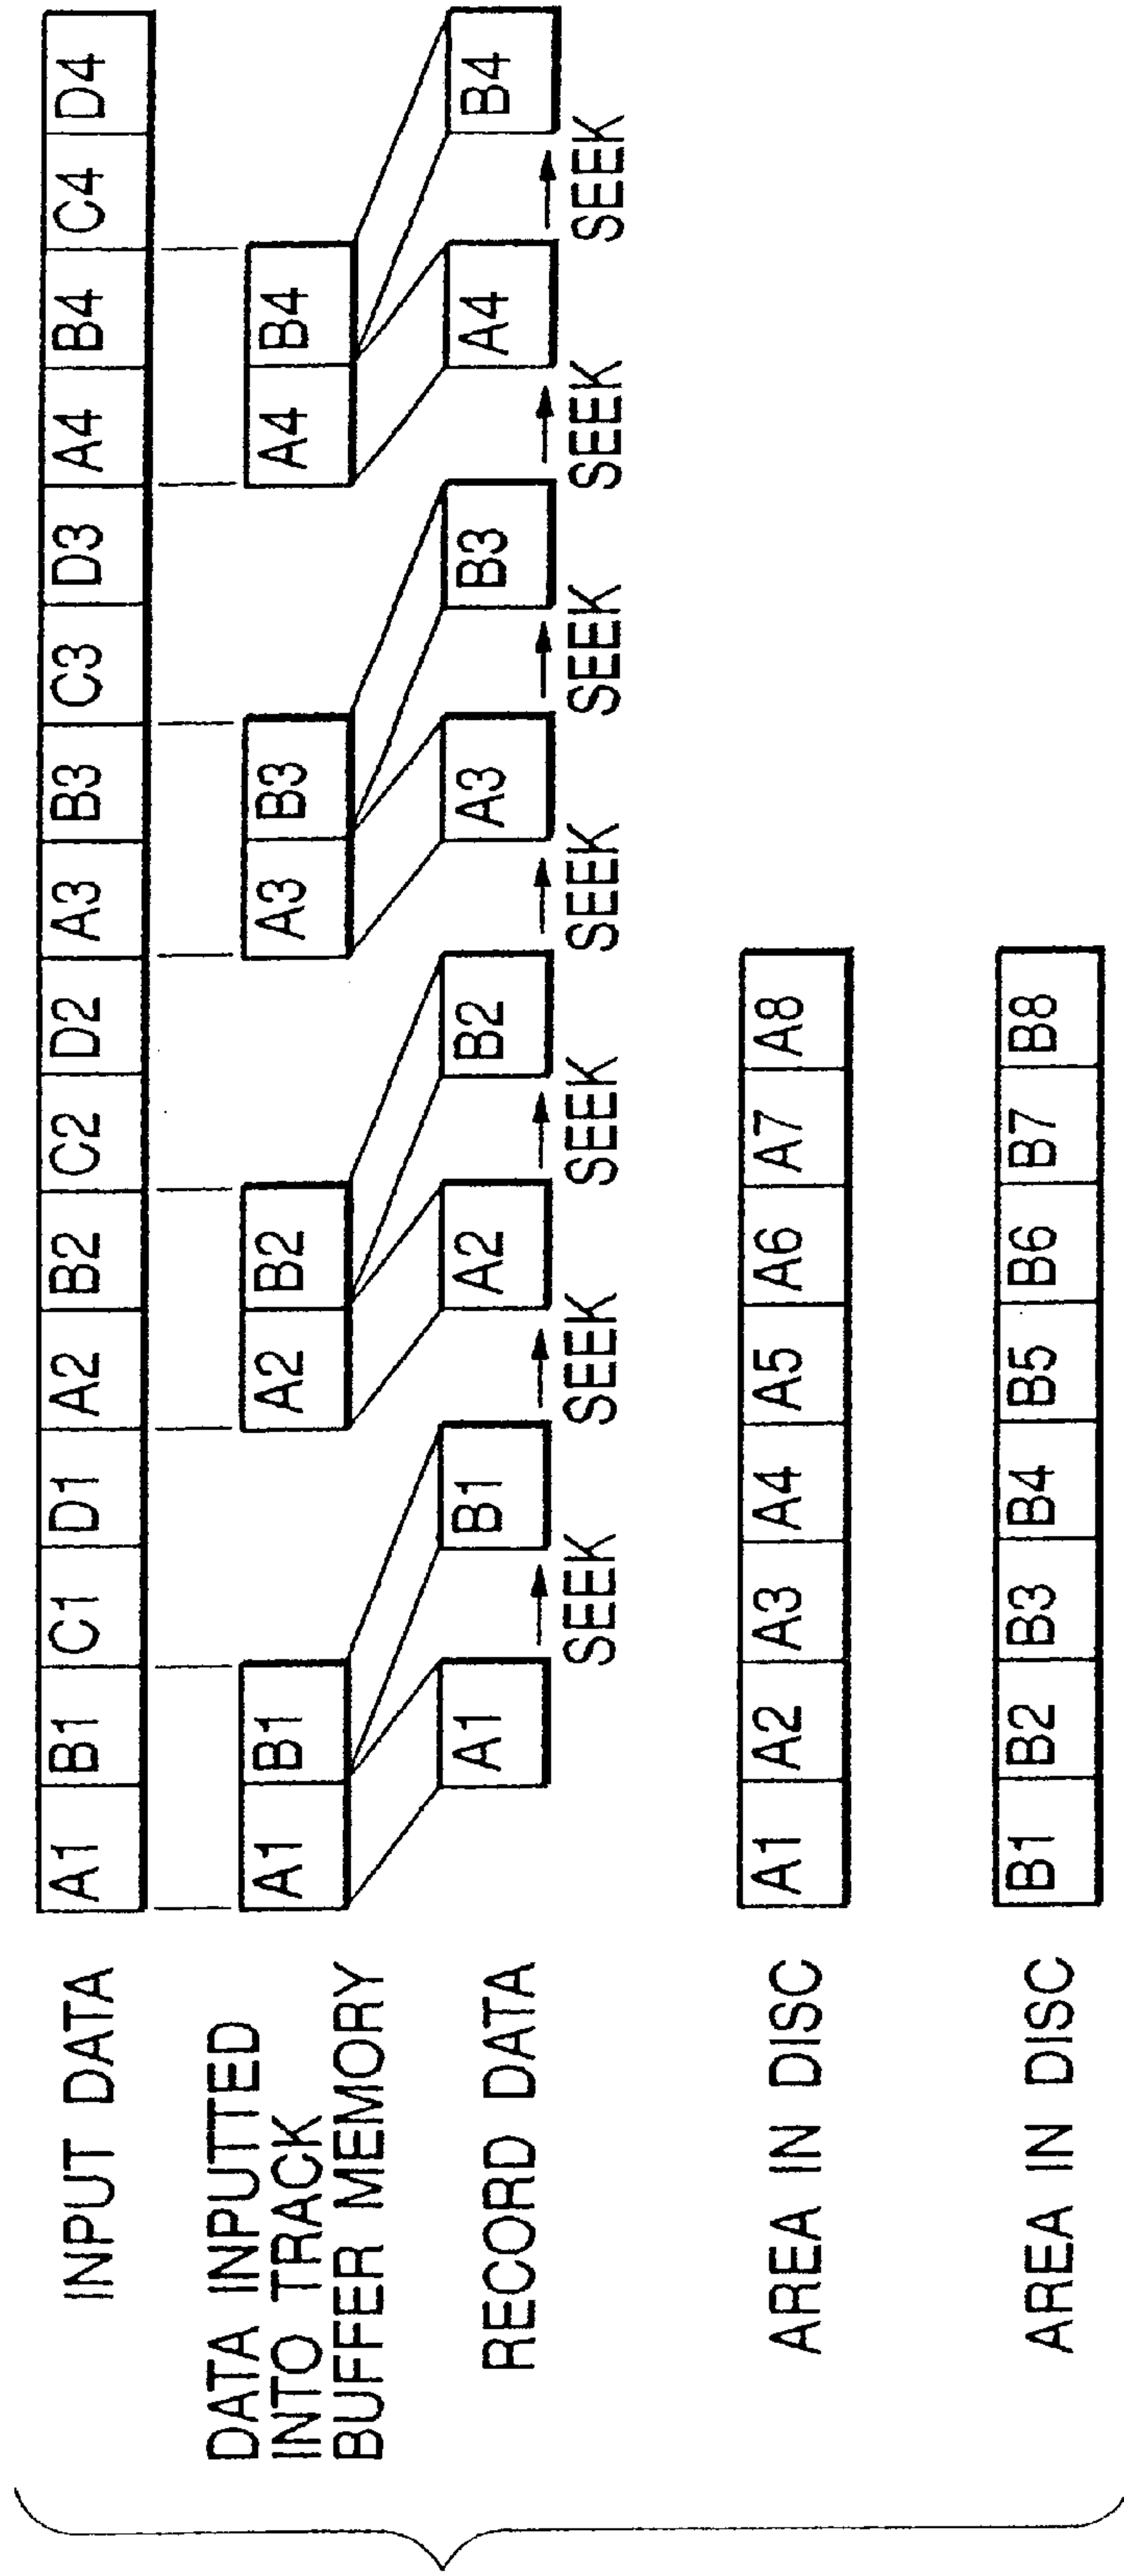 INPUT DATA
A1 B1 C1 D1 A2 B2 C2 D2 A3 B3 C3 D3 A4 B4 C4 D4
DATA INPUTTED
INTO TRACK
BUFFER MEMORY
A1 B1 A2 B2 A3 B3 A4 B4
RECORD DATA
A1 B1 A2 B2 A3 B3 A4 B4
SEEK SEEK SEEK SEEK SEEK SEEK SEEK
AREA IN DISC
A1 A2 A3 A4 A5 A6 A7 A8
AREA IN DISC
B1 B2 B3 B4 B5 B6 B7 B8